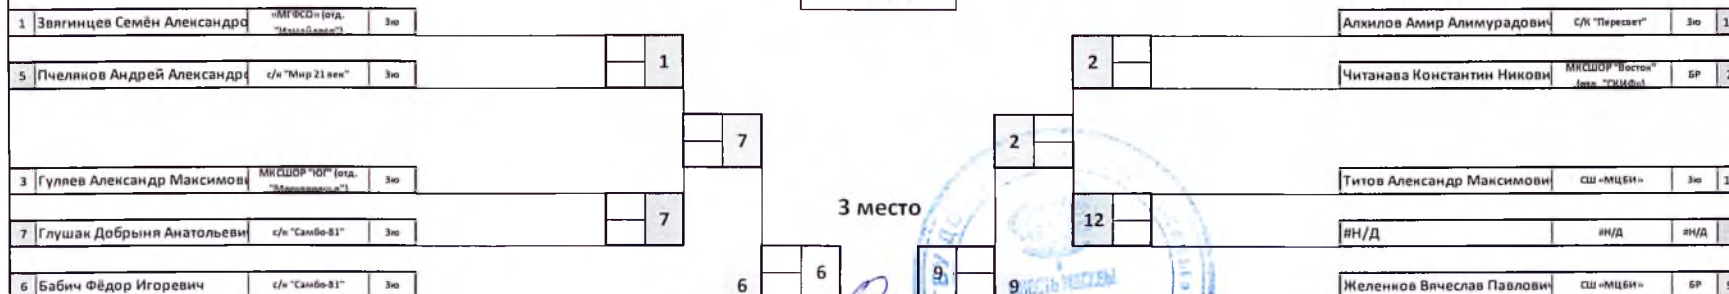 1 Звягинцев Семён Александро «МГФСО» (отд. 3ю
5 Пчеляков Андрей Александро с/к "Мир 21 век" 3ю
1
7
3 Гуляев Александр Максимови МКСШОР "ЮГ" (отд. 3ю
7 Глушак Добрыня Анатольеви с/к "Самбо-81" 3ю
7
6 Бабич Фёдор Игоревич с/к "Самбо-81" 3ю
6 6
3 место
Алхилов Амир Алимурадович С/К "Пересвет" 3ю
Читанава Константин Никови МКСШОР "Восток" БР
2
2
Титов Александр Максимови СШ «МЦБИ» 3ю
#Н/Д #Н/Д #Н/Д
12
Желенков Вячеслав Павлович СШ «МЦБИ» БР
9 9